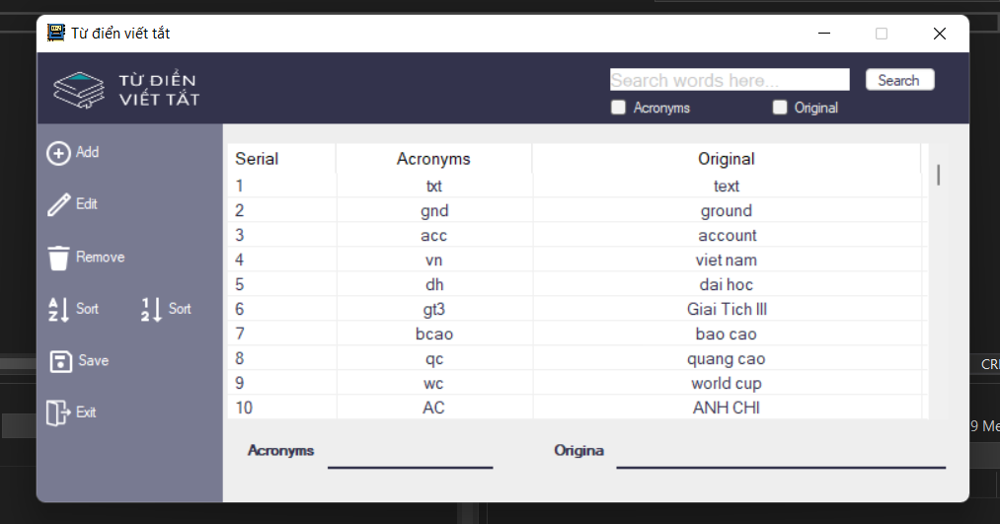 Từ điển viết tắt
TỪ ĐIỂN
VIẾT TẮT
Search words here...
Search
Acronyms
Original
Add
Edit
Remove
A Z Sort
1 2 Sort
Save
Exit
Serial Acronyms Original
1 txt text
2 gnd ground
3 acc account
4 vn viet nam
5 dh dai hoc
6 gt3 Giai Tich III
7 bcao bao cao
8 qc quang cao
9 wc world cup
10 AC ANH CHI
Acronyms
Origina
CRI
9 Me